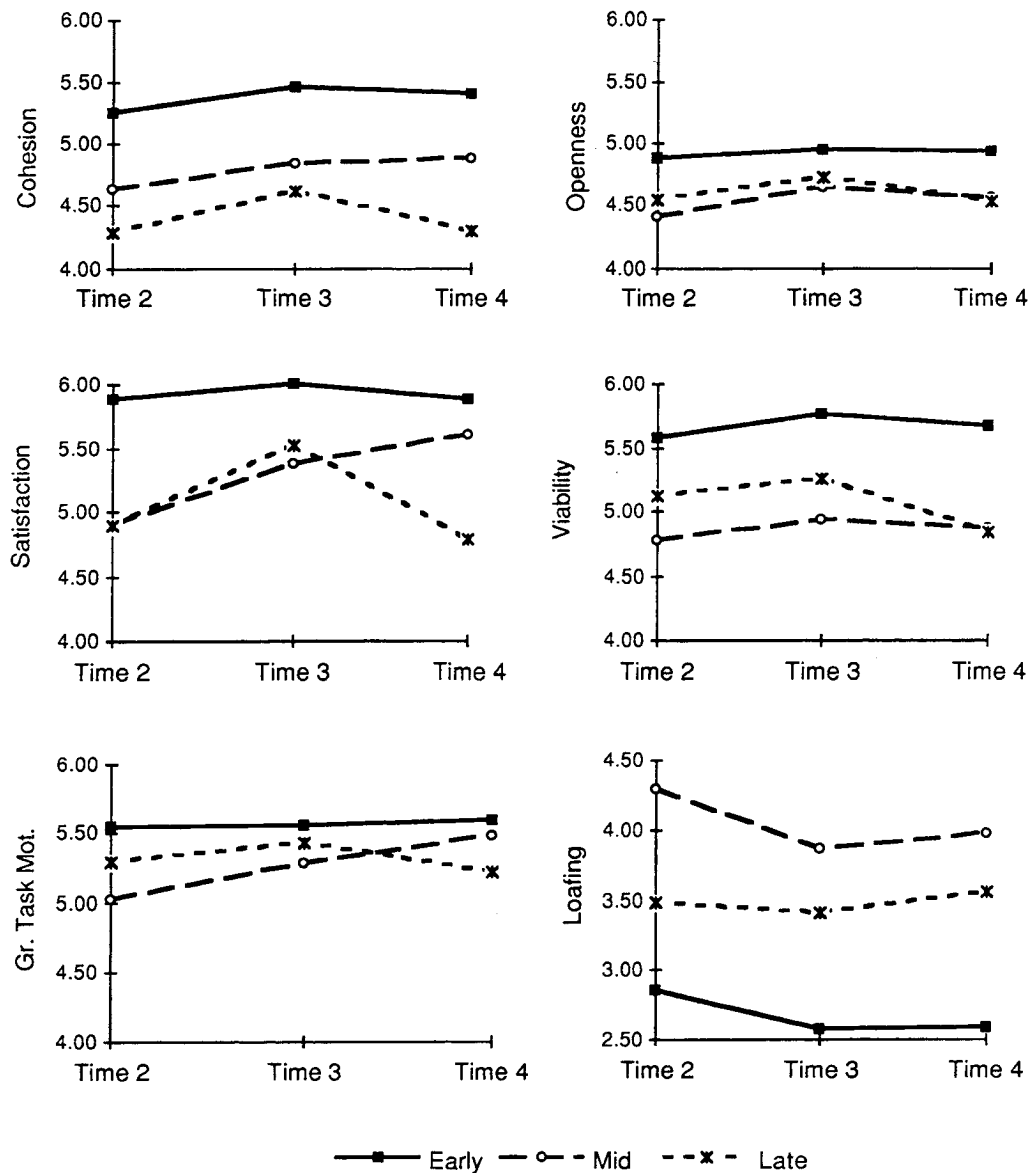 Cohesion
6.00
5.50
5.00
4.50
4.00
Time 2 Time 3 Time 4
Openness
6.00
5.50
5.00
4.50
4.00
Time 2 Time 3 Time 4
Satisfaction
6.00
5.50
5.00
4.50
4.00
Time 2 Time 3 Time 4
Viability
6.00
5.50
5.00
4.50
4.00
Time 2 Time 3 Time 4
Gr. Task Mot.
6.00
5.50
5.00
4.50
4.00
Time 2 Time 3 Time 4
Loafing
4.50
4.00
3.50
3.00
2.50
Time 2 Time 3 Time 4
Early Mid Late